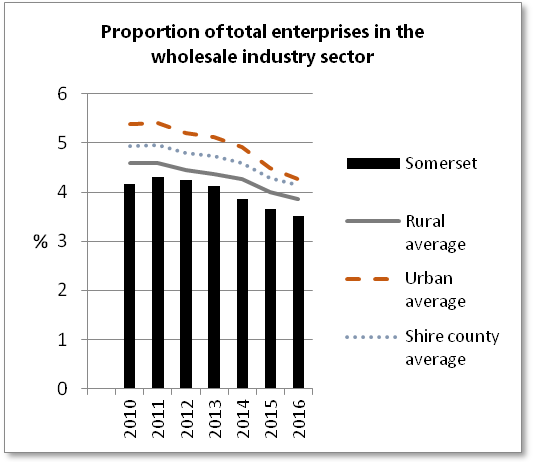 Proportion of total enterprises in the
wholesale industry sector
6
5
4
3
2
1
0
%
2010
2011
2012
2013
2014
2015
2016
Somerset
Rural
average
Urban
average
Shire county
average